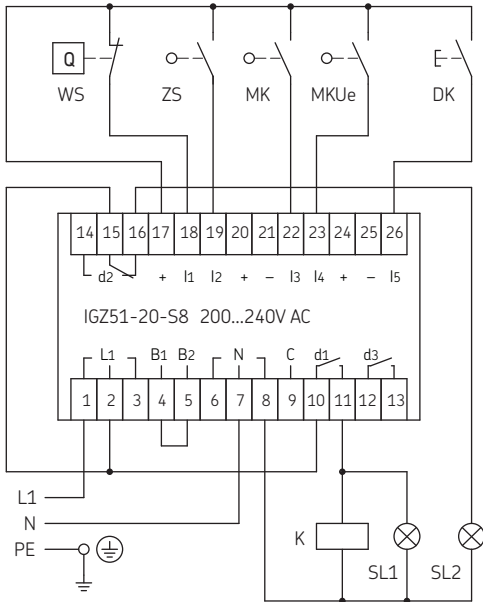 Q
WS ZS MK MKUe DK
14 15 16 17 18 19 20 21 22 23 24 25 26
d2 + I1 I2 + – I3 I4 + – I5
IGZ51-20-S8 200...240V AC
L1 B1 B2 N C d1 d3
1 2 3 4 5 6 7 8 9 10 11 12 13
L1
N
PE
K
SL1 SL2